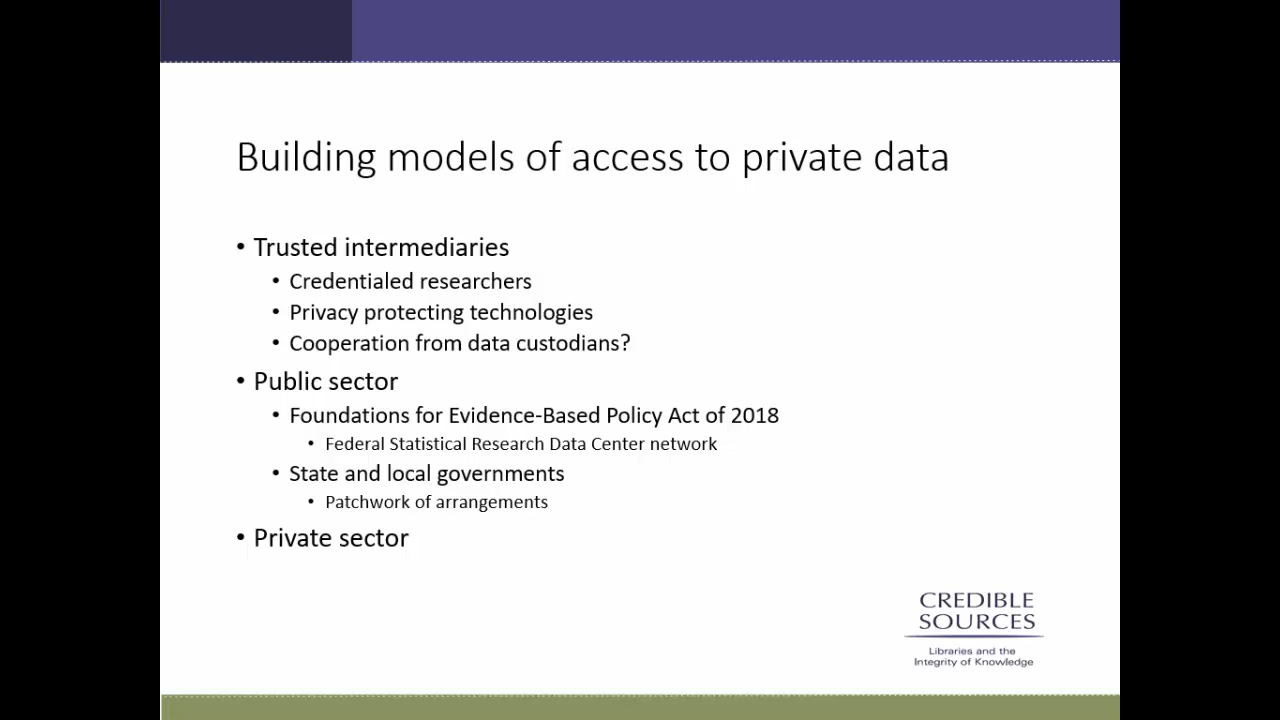 Building models of access to private data
• Trusted intermediaries
• Credentialed researchers
• Privacy protecting technologies
• Cooperation from data custodians?
• Public sector
• Foundations for Evidence-Based Policy Act of 2018
• Federal Statistical Research Data Center network
• State and local governments
• Patchwork of arrangements
• Private sector
CREDIBLE
SOURCES
Libraries and the
Integrity of Knowledge